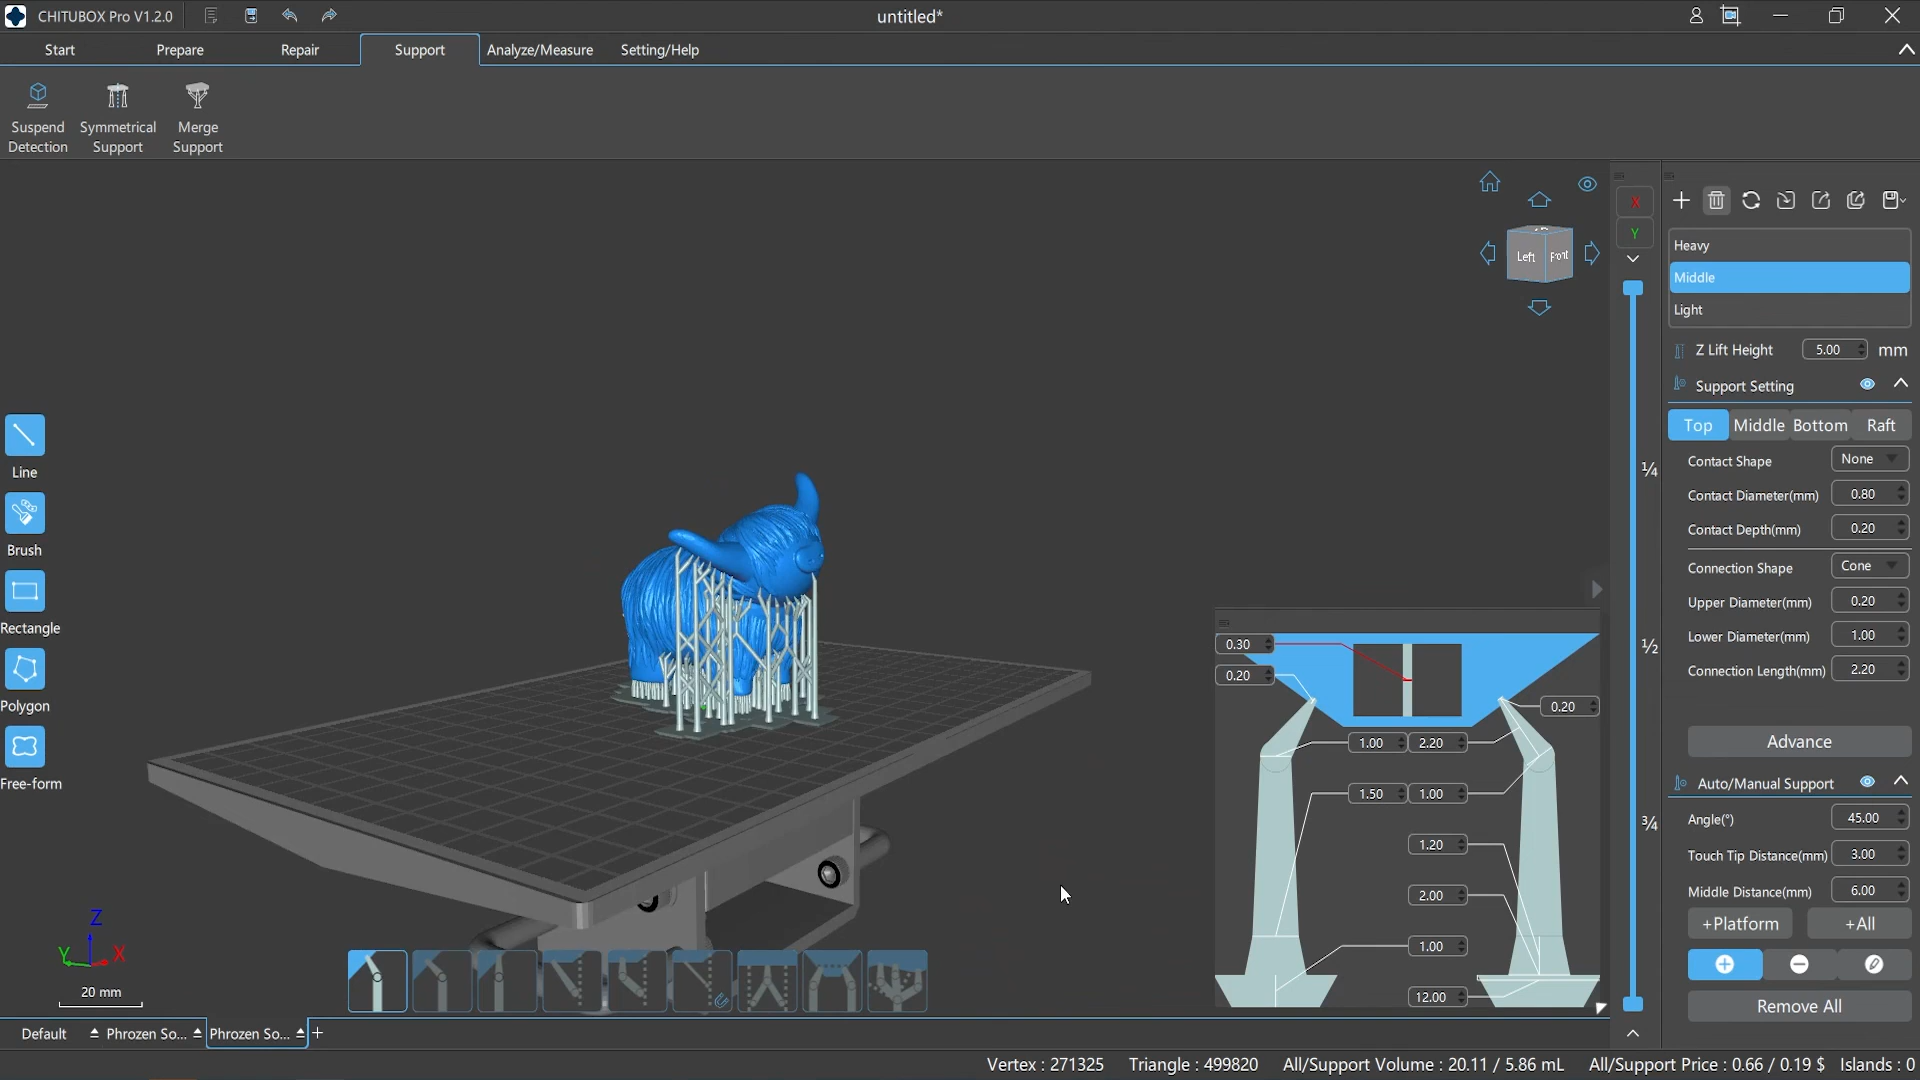 CHITUBOX Pro V1.2.0
untitled*
Start
Prepare
Repair
Support
Analyze/Measure
Setting/Help
Suspend
Detection
Symmetrical
Support
Merge
Support
Left
Front
X
Y
Heavy
Middle
Light
Z Lift Height 5.00 mm
Support Setting
Top Middle Bottom Raft
Contact Shape None
Contact Diameter(mm) 0.80
Contact Depth(mm) 0.20
Connection Shape Cone
Upper Diameter(mm) 0.20
Lower Diameter(mm) 1.00
Connection Length(mm) 2.20
Advance
Auto/Manual Support
Angle(°) 45.00
Touch Tip Distance(mm) 3.00
Middle Distance(mm) 6.00
+Platform +All
Remove All
1/4
1/2
3/4
Line
Brush
Rectangle
Polygon
Free-form
0.30
0.20
0.20
1.00 2.20
1.50 1.00
1.20
2.00
1.00
12.00
Z
Y X
20 mm
Default Phrozen So... Phrozen So... +
Vertex : 271325 Triangle : 499820 All/Support Volume : 20.11 / 5.86 mL All/Support Price : 0.66 / 0.19 $ Islands : 0